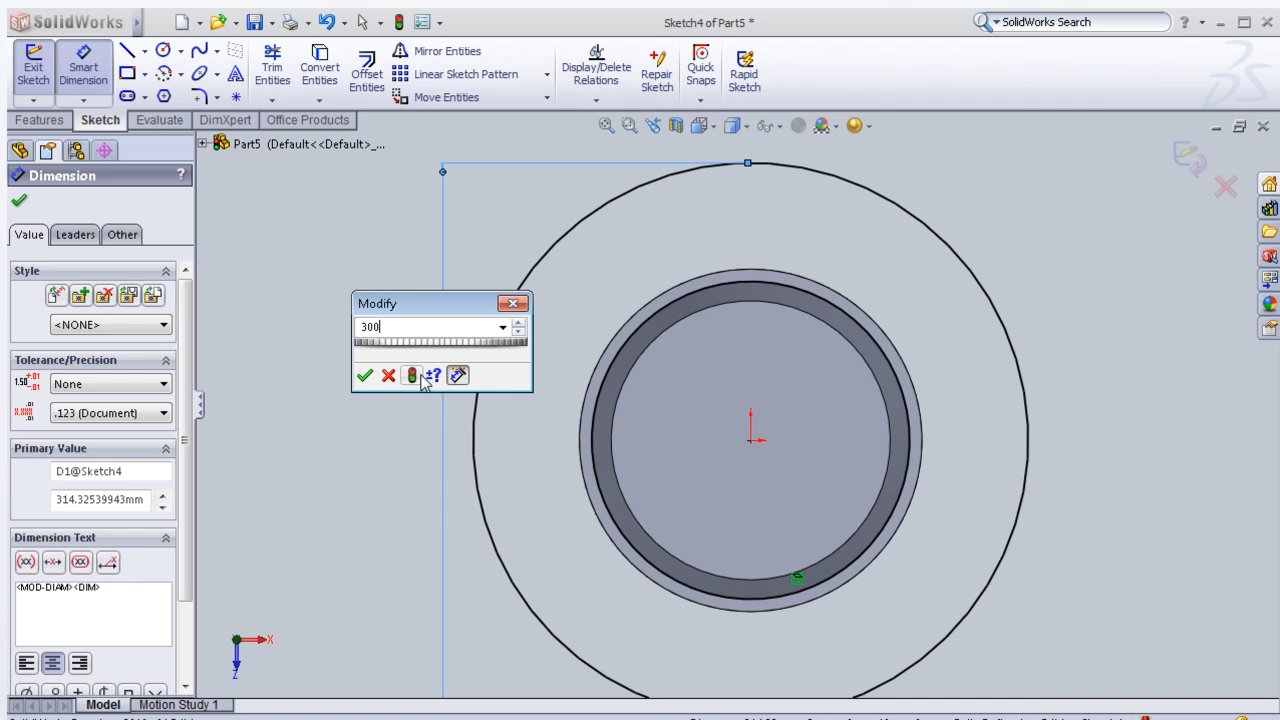 SolidWorks
Sketch4 of Part5 *
SolidWorks Search
Exit Sketch
Smart Dimension
Trim Entities
Convert Entities
Offset Entities
Mirror Entities
Linear Sketch Pattern
Move Entities
Display/Delete Relations
Repair Sketch
Quick Snaps
Rapid Sketch
Features
Sketch
Evaluate
DimXpert
Office Products
Part5 (Default<<Default>_...
Dimension
?
Value
Leaders
Other
Style
<NONE>
Tolerance/Precision
None
.123 (Document)
Primary Value
D1@Sketch4
314.32539943mm
Dimension Text
<MOD-DIAM><DIM>
Modify
300
±?
X
Z
Model
Motion Study 1